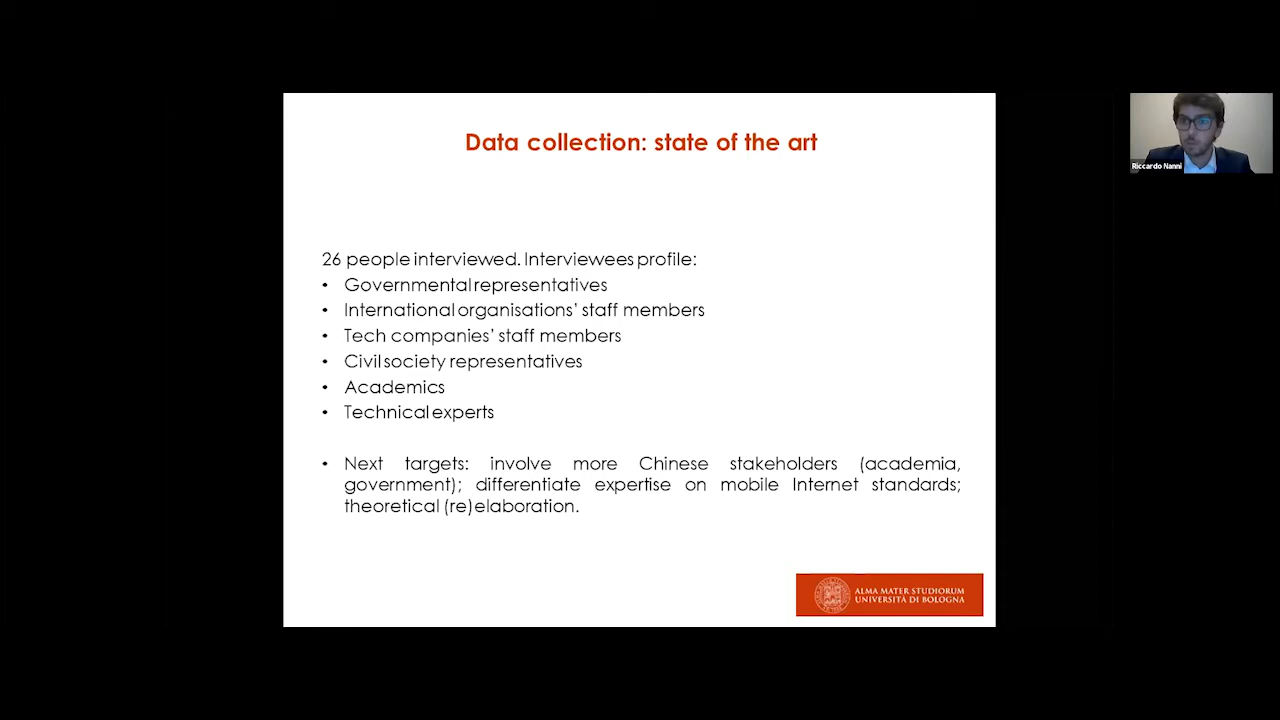 Data collection: state of the art
Riccardo Nanni
26 people interviewed. Interviewees profile:
• Governmental representatives
• International organisations’ staff members
• Tech companies’ staff members
• Civil society representatives
• Academics
• Technical experts
• Next targets: involve more Chinese stakeholders (academia,
government); differentiate expertise on mobile Internet standards;
theoretical (re)elaboration.
ALMA MATER STUDIORUM
UNIVERSITÀ DI BOLOGNA